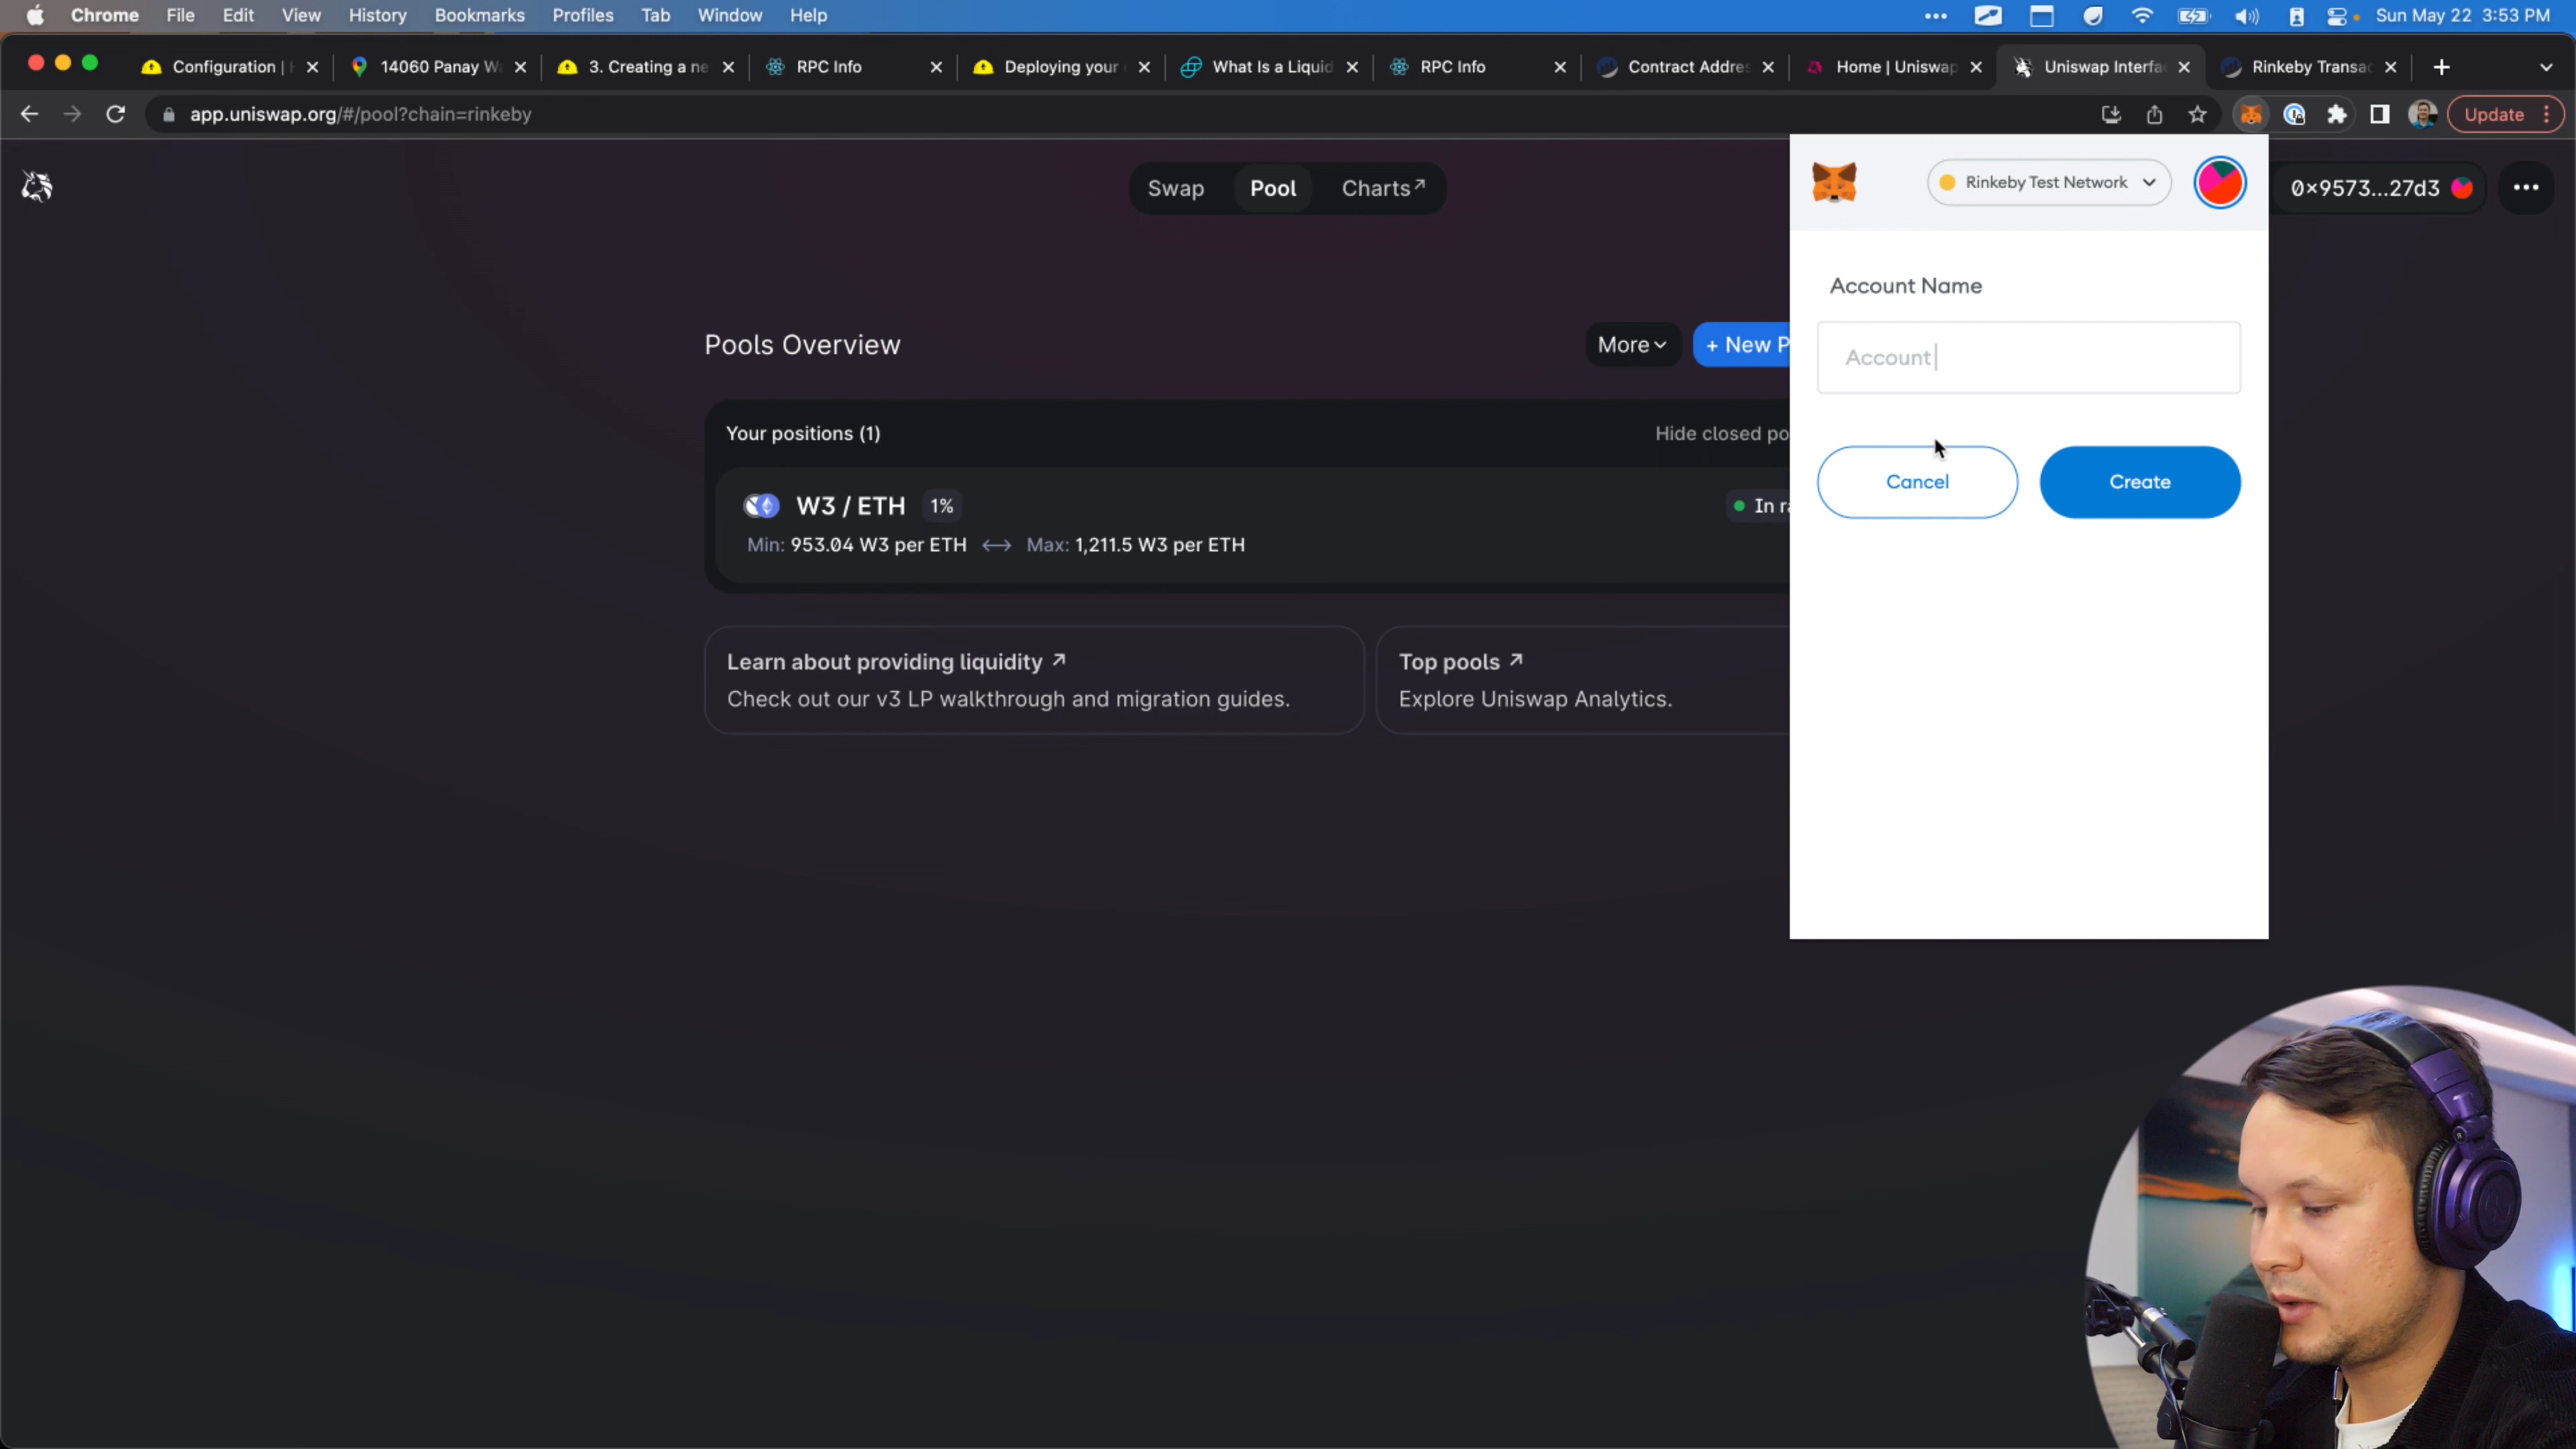 Chrome File Edit View History Bookmarks Profiles Tab Window Help Sun May 22 3:53 PM
Configuration | 14060 Panay Wa 3. Creating a ne RPC Info Deploying your What Is a Liquid RPC Info Contract Addres Home | Uniswap Uniswap Interfa Rinkeby Transac
app.uniswap.org/#/pool?chain=rinkeby Update
Swap Pool Charts↗ Rinkeby Test Network 0x9573...27d3
Account Name
Pools Overview More + New P
Account
Your positions (1) Hide closed po
Cancel Create
W3 / ETH 1% In ra
Min: 953.04 W3 per ETH ⟷ Max: 1,211.5 W3 per ETH
Learn about providing liquidity ↗ Top pools ↗
Check out our v3 LP walkthrough and migration guides. Explore Uniswap Analytics.